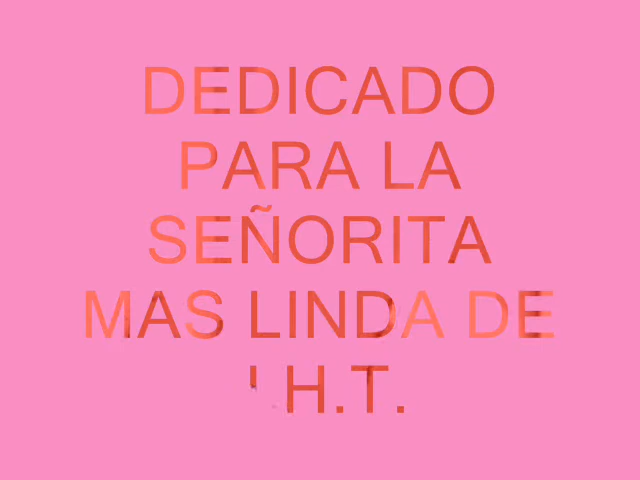 DEDICADO
PARA LA
SEÑORITA
MAS LINDA DE
H.T.